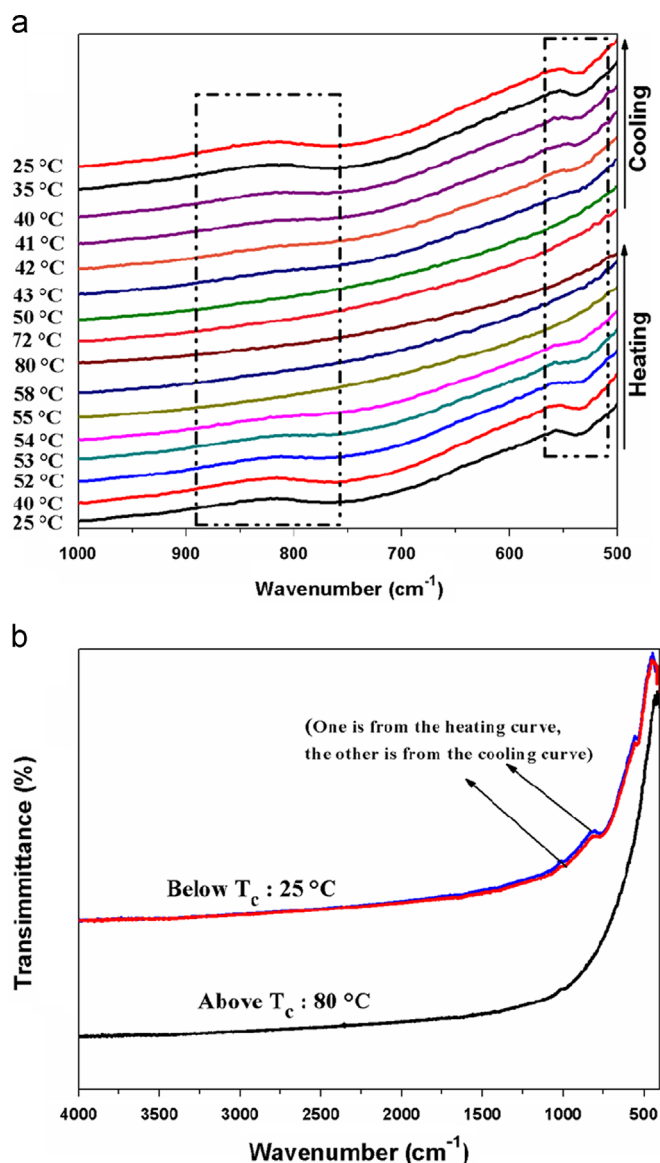 a
25 °C
35 °C
40 °C
41 °C
42 °C
43 °C
50 °C
72 °C
80 °C
58 °C
55 °C
54 °C
53 °C
52 °C
40 °C
25 °C
Cooling
Heating
1000 900 800 700 600 500
Wavenumber (cm⁻¹)
b
Transimmittance (%)
(One is from the heating curve,
the other is from the cooling curve)
Below Tc : 25 °C
Above Tc : 80 °C
4000 3500 3000 2500 2000 1500 1000 500
Wavenumber (cm⁻¹)